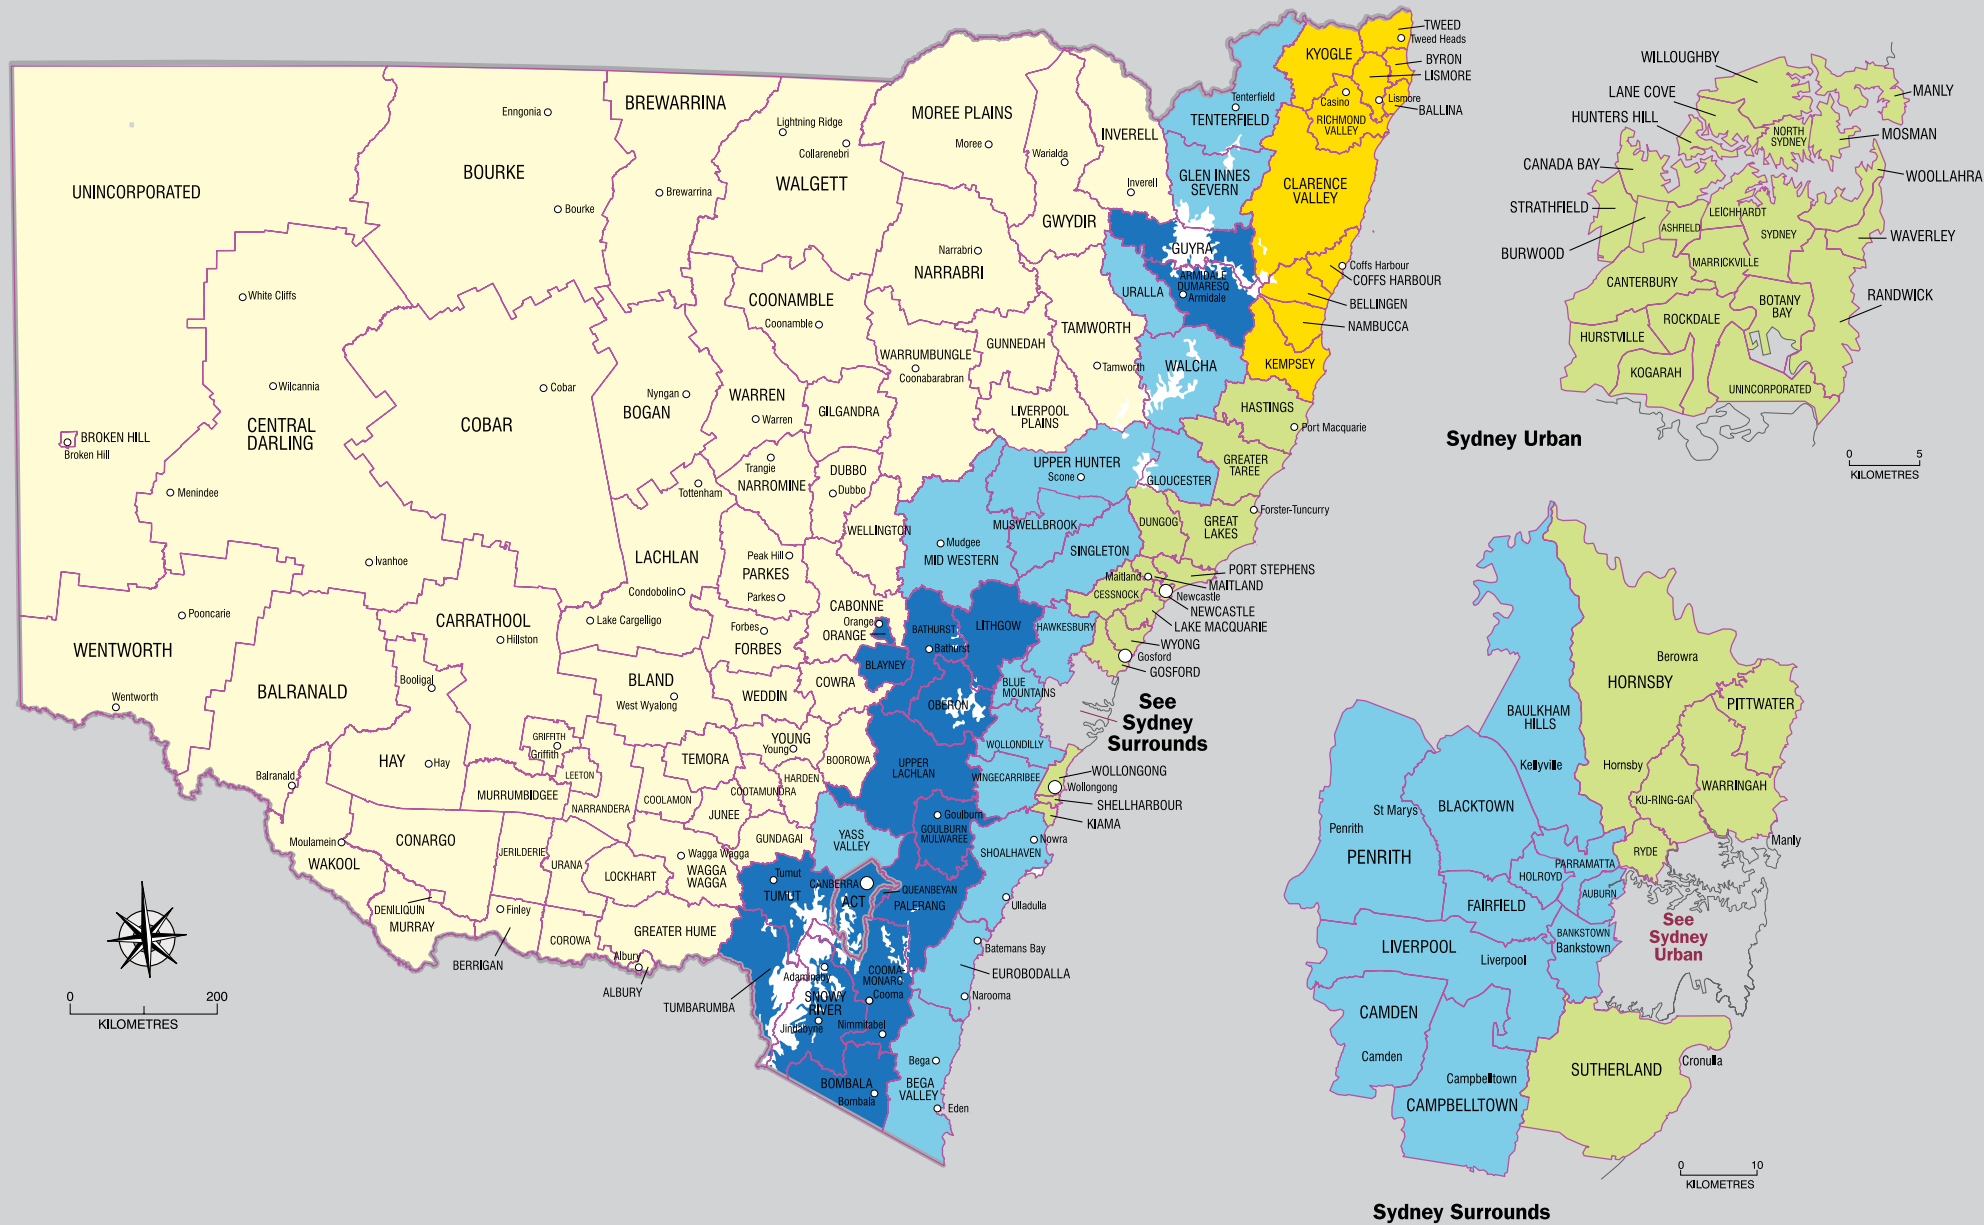 TWEED
Tweed Heads
KYOGLE
BYRON
LISMORE
Casino
Lismore
BALLINA
RICHMOND
VALLEY
Tenterfield
TENTERFIELD
GLEN INNES
SEVERN
CLARENCE
VALLEY
Enngonia
BREWARRINA
Lightning Ridge
Collarenebri
MOREE PLAINS
Moree
INVERELL
Warialda
Inverell
UNINCORPORATED
BOURKE
Bourke
Brewarrina
WALGETT
GWYDIR
Narrabri
NARRABRI
GUYRA
ARMIDALE
DUMARESQ
Armidale
URALLA
Coffs Harbour
COFFS HARBOUR
BELLINGEN
NAMBUCCA
KEMPSEY
White Cliffs
COONAMBLE
Coonamble
TAMWORTH
Tamworth
GUNNEDAH
WARRUMBUNGLE
Coonabarabran
WALCHA
Wilcannia
Cobar
COBAR
Nyngan
BOGAN
WARREN
Warren
GILGANDRA
LIVERPOOL
PLAINS
HASTINGS
Port Macquarie
BROKEN HILL
Broken Hill
CENTRAL
DARLING
Menindee
Tottenham
Trangie
NARROMINE
DUBBO
Dubbo
UPPER HUNTER
Scone
GLOUCESTER
GREATER
TAREE
Forster-Tuncurry
GREAT
LAKES
DUNGOG
WELLINGTON
Mudgee
MID WESTERN
MUSWELLBROOK
SINGLETON
Ivanhoe
LACHLAN
Peak Hill
PARKES
Parkes
Condobolin
PORT STEPHENS
Maitland
MAITLAND
CESSNOCK
Newcastle
NEWCASTLE
LAKE MACQUARIE
WYONG
Gosford
GOSFORD
Pooncarie
WENTWORTH
Wentworth
CARRATHOOL
Hillston
Lake Cargelligo
Forbes
FORBES
CABONNE
Orange
ORANGE
BATHURST
Bathurst
LITHGOW
HAWKESBURY
BLAYNEY
COWRA
BLUE
MOUNTAINS
OBERON
See
Sydney
Surrounds
BALRANALD
Booligal
BLAND
West Wyalong
WEDDIN
HAY
Hay
GRIFFITH
Griffith
LEETON
TEMORA
YOUNG
Young
BOOROWA
UPPER
LACHLAN
WOLLONDILLY
WINGECARRIBEE
WOLLONGONG
Wollongong
SHELLHARBOUR
KIAMA
Balranald
MURRUMBIDGEE
NARRANDERA
COOLAMON
COOTAMUNDRA
HARDEN
JUNEE
GUNDAGAI
YASS
VALLEY
Goulburn
GOULBURN
MULWAREE
Nowra
SHOALHAVEN
Moulamein
WAKOOL
CONARGO
JERILDERIE
URANA
LOCKHART
Wagga Wagga
WAGGA
WAGGA
Tumut
TUMUT
CANBERRA
ACT
QUEANBEYAN
PALERANG
Ulladulla
DENILIQUIN
MURRAY
Finley
BERRIGAN
COROWA
GREATER HUME
Albury
ALBURY
TUMBARUMBA
Adaminaby
SNOWY
RIVER
Jindabyne
COOMA-
MONARO
Cooma
Nimmitabel
Batemans Bay
EUROBODALLA
Narooma
Bega
BEGA
VALLEY
Eden
BOMBALA
Bombala
0 200
KILOMETRES
WILLOUGHBY
LANE COVE
HUNTERS HILL
MANLY
MOSMAN
NORTH
SYDNEY
CANADA BAY
WOOLLAHRA
STRATHFIELD
LEICHHARDT
ASHFIELD
SYDNEY
BURWOOD
WAVERLEY
MARRICKVILLE
CANTERBURY
RANDWICK
BOTANY
BAY
ROCKDALE
HURSTVILLE
KOGARAH
UNINCORPORATED
Sydney Urban
0 5
KILOMETRES
Berowra
HORNSBY
PITTWATER
BAULKHAM
HILLS
Kellyville
Hornsby
WARRINGAH
KU-RING-GAI
St Marys
BLACKTOWN
Penrith
PENRITH
Manly
RYDE
PARRAMATTA
HOLROYD
AUBURN
FAIRFIELD
BANKSTOWN
Bankstown
See
Sydney
Urban
LIVERPOOL
Liverpool
CAMDEN
Camden
Campbelltown
CAMPBELLTOWN
SUTHERLAND
Cronulla
0 10
KILOMETRES
Sydney Surrounds